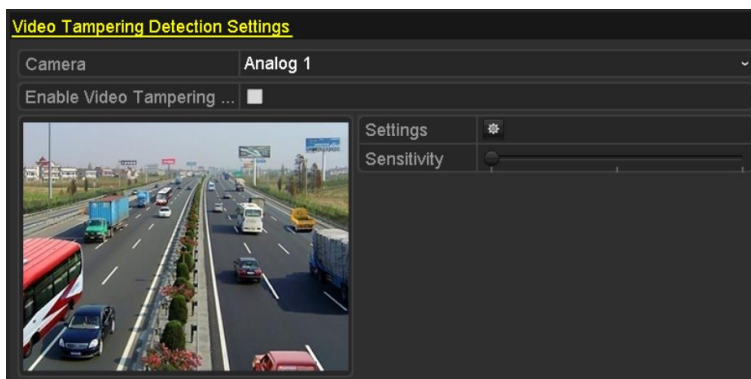 Video Tampering Detection Settings
Camera Analog 1
Enable Video Tampering ...
Settings
Sensitivity